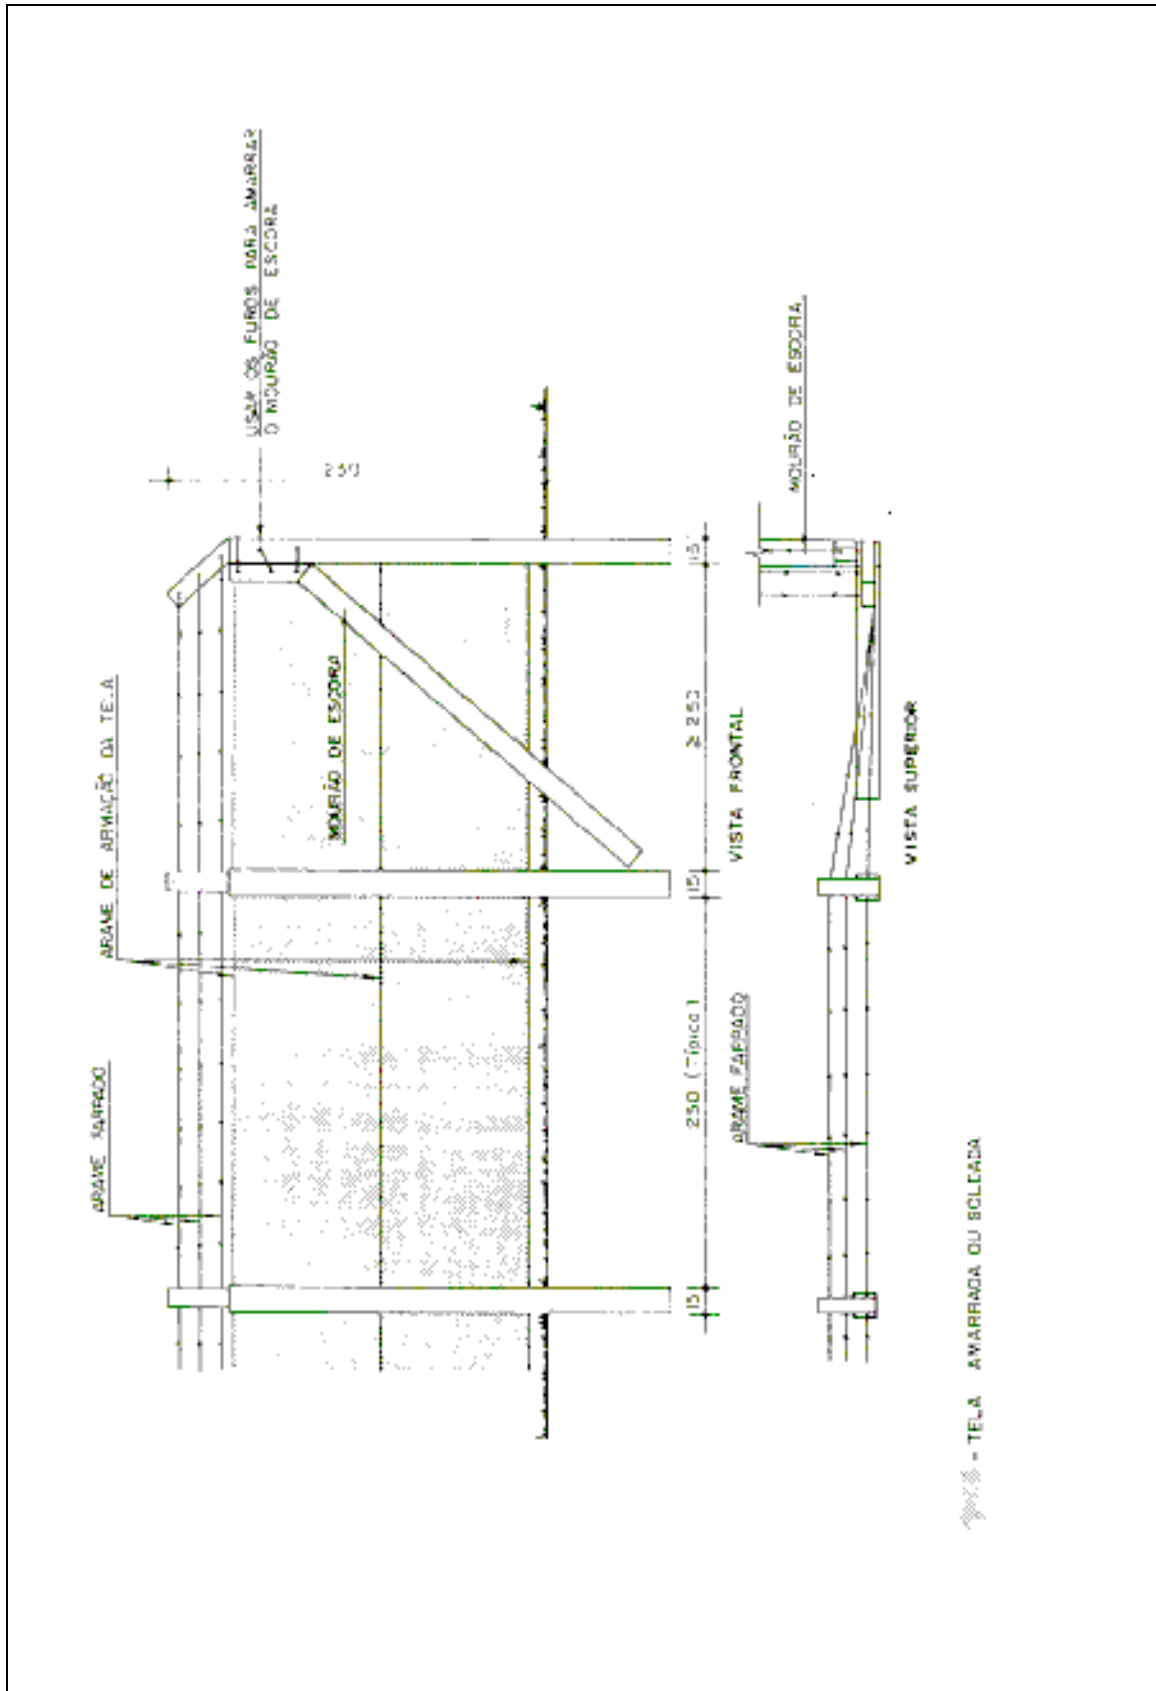 USAR OS FUROS PARA AMARRAR
O MOURÃO DE ESCORA
250
ARAME DE ARMAÇÃO DA TELA
ARAME FARPADO
MOURÃO DE ESCORA
15
≥ 250
15
250 (Típico)
15
VISTA FRONTAL
MOURÃO DE ESCORA
ARAME FARPADO
VISTA SUPERIOR
- TELA AMARRADA OU SOLDADA